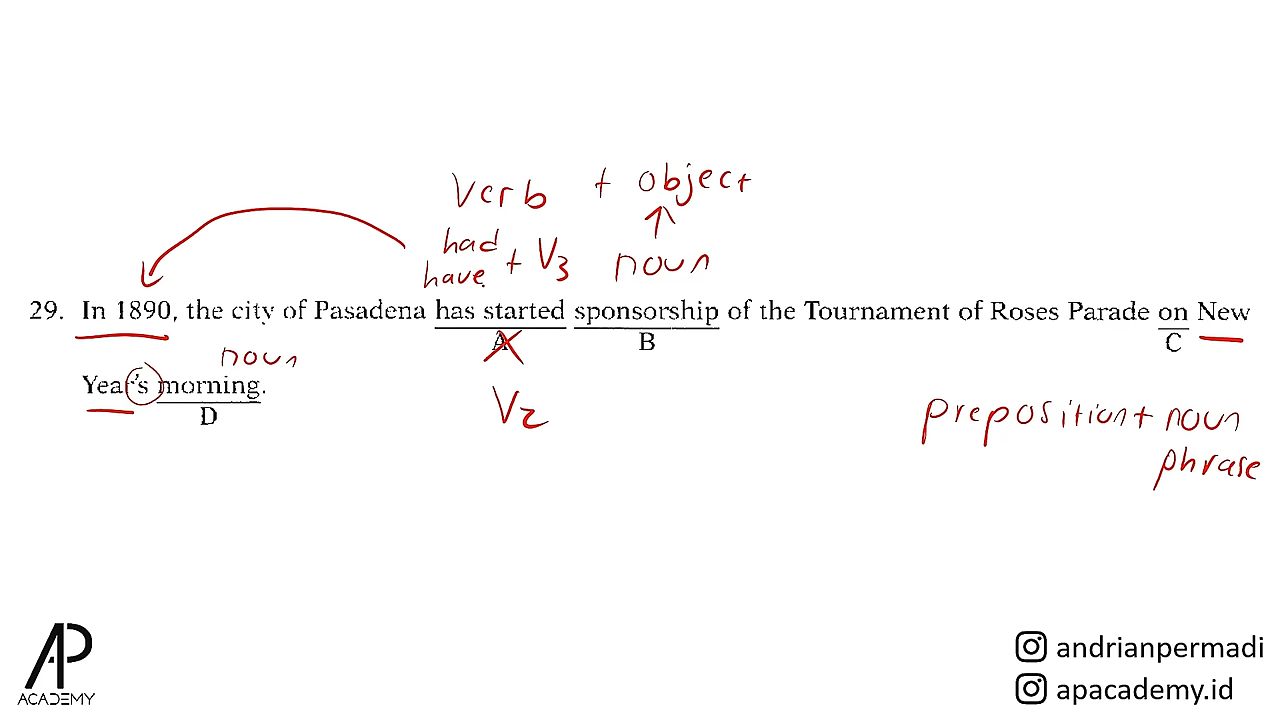 verb + object
had
have + V3 noun
29. In 1890, the city of Pasadena has started sponsorship of the Tournament of Roses Parade on New
A B C
noun
Year's morning.
D
V2
preposition + noun
phrase
AP
ACADEMY
andrianpermadi
apacademy.id